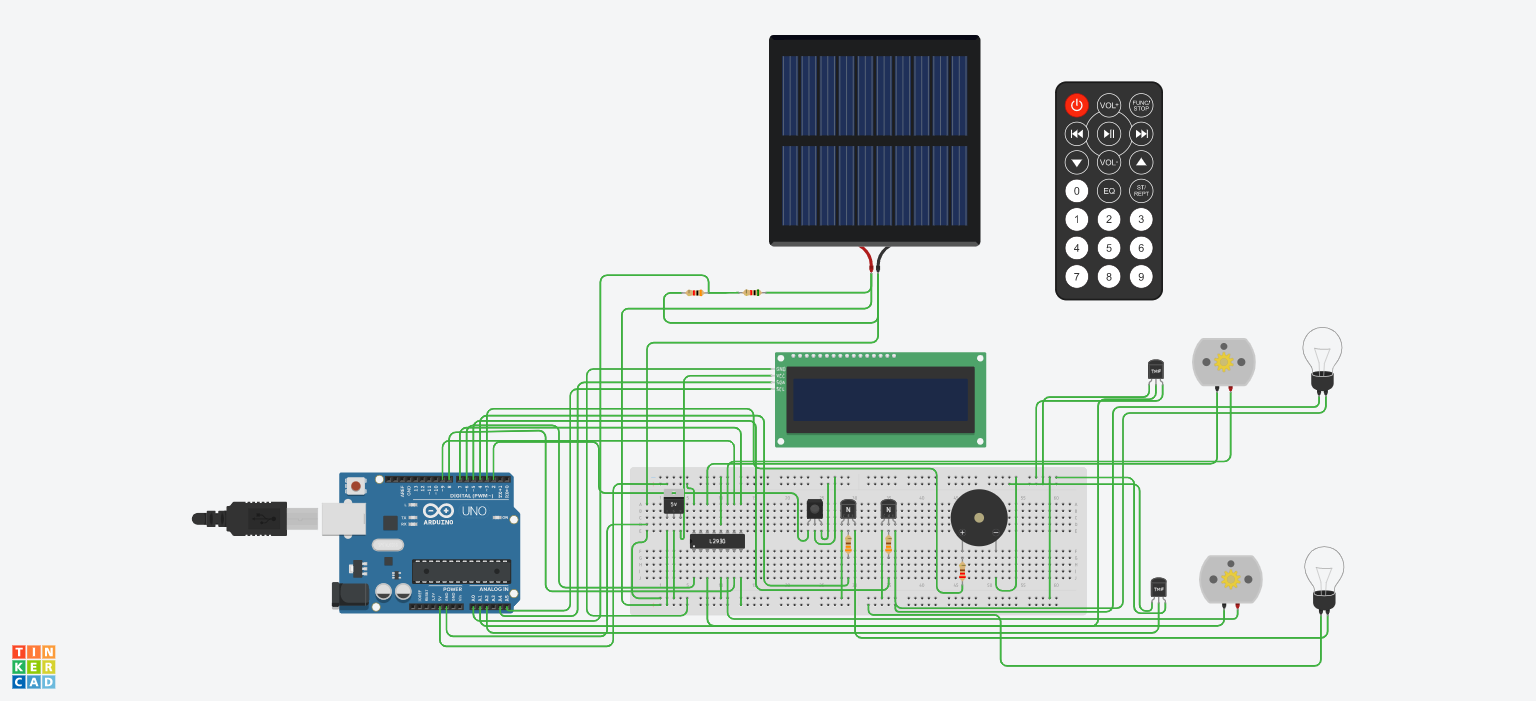 VOL+
FUNC/
STOP
VOL-
0
EQ
ST/
REPT
1
2
3
4
5
6
7
8
9
TMP
GND
VCC
SDA
SCL
DIGITAL (PWM~)
UNO
ARDUINO
POWER
ANALOG IN
5V
L293D
N
N
TMP
TIN
KER
CAD